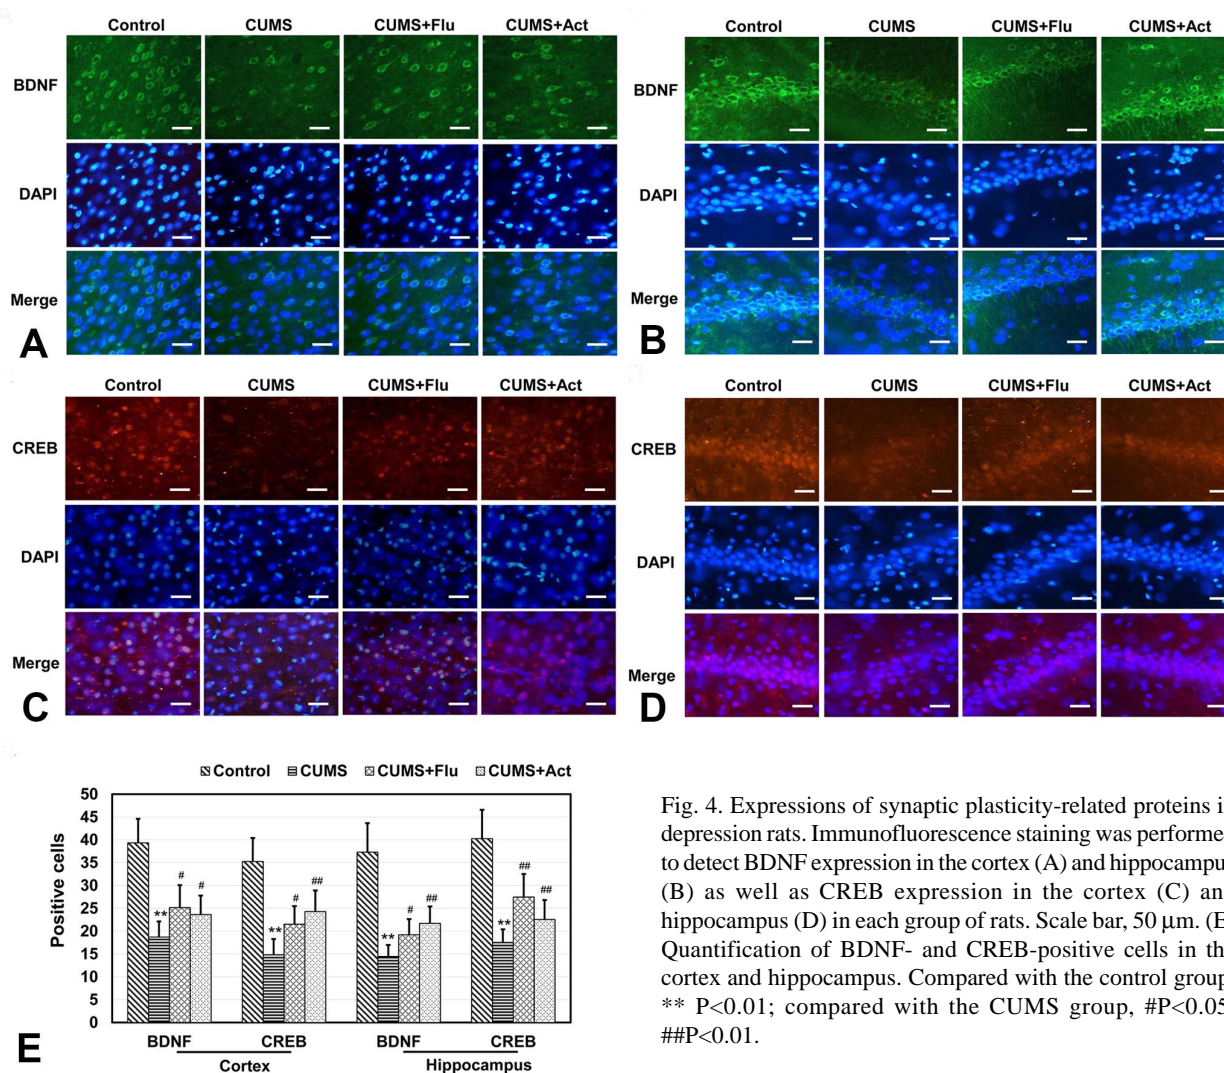 Control CUMS CUMS+Flu CUMS+Act
BDNF
DAPI
Merge
A
Control CUMS CUMS+Flu CUMS+Act
BDNF
DAPI
Merge
B
Control CUMS CUMS+Flu CUMS+Act
CREB
DAPI
Merge
C
Control CUMS CUMS+Flu CUMS+Act
CREB
DAPI
Merge
D
Control CUMS CUMS+Flu CUMS+Act
Positive cells
50
45
40
35
30
25
20
15
10
5
0
** # #
** # ##
** # ##
** ## ##
BDNF CREB BDNF CREB
Cortex Hippocampus
E
Fig. 4. Expressions of synaptic plasticity-related proteins i
depression rats. Immunofluorescence staining was performe
to detect BDNF expression in the cortex (A) and hippocampu
(B) as well as CREB expression in the cortex (C) an
hippocampus (D) in each group of rats. Scale bar, 50 μm. (E
Quantification of BDNF- and CREB-positive cells in th
cortex and hippocampus. Compared with the control group
** P<0.01; compared with the CUMS group, #P<0.05
##P<0.01.